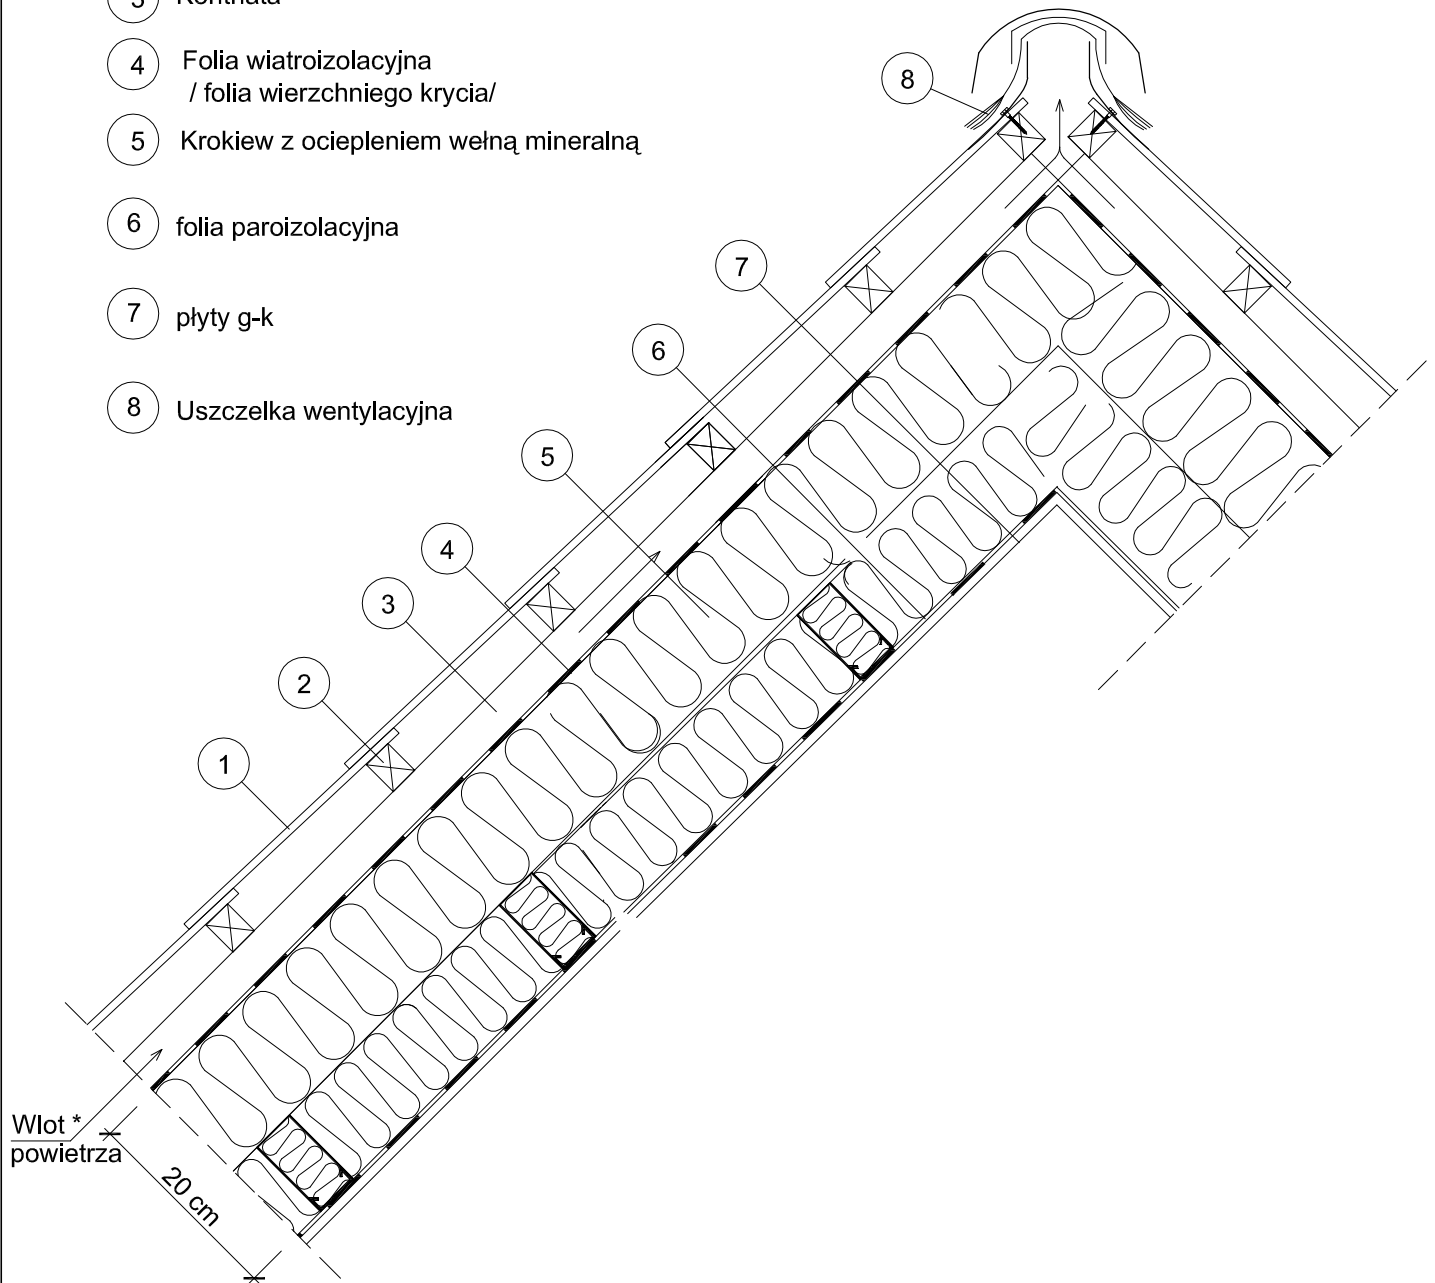 3 Kontrłata
4 Folia wiatroizolacyjna
/ folia wierzchniego krycia/
5 Krokiew z ociepleniem wełną mineralną
6 folia paroizolacyjna
7 płyty g-k
8 Uszczelka wentylacyjna
8
7
6
5
4
3
2
1
Wlot *
powietrza
20 cm